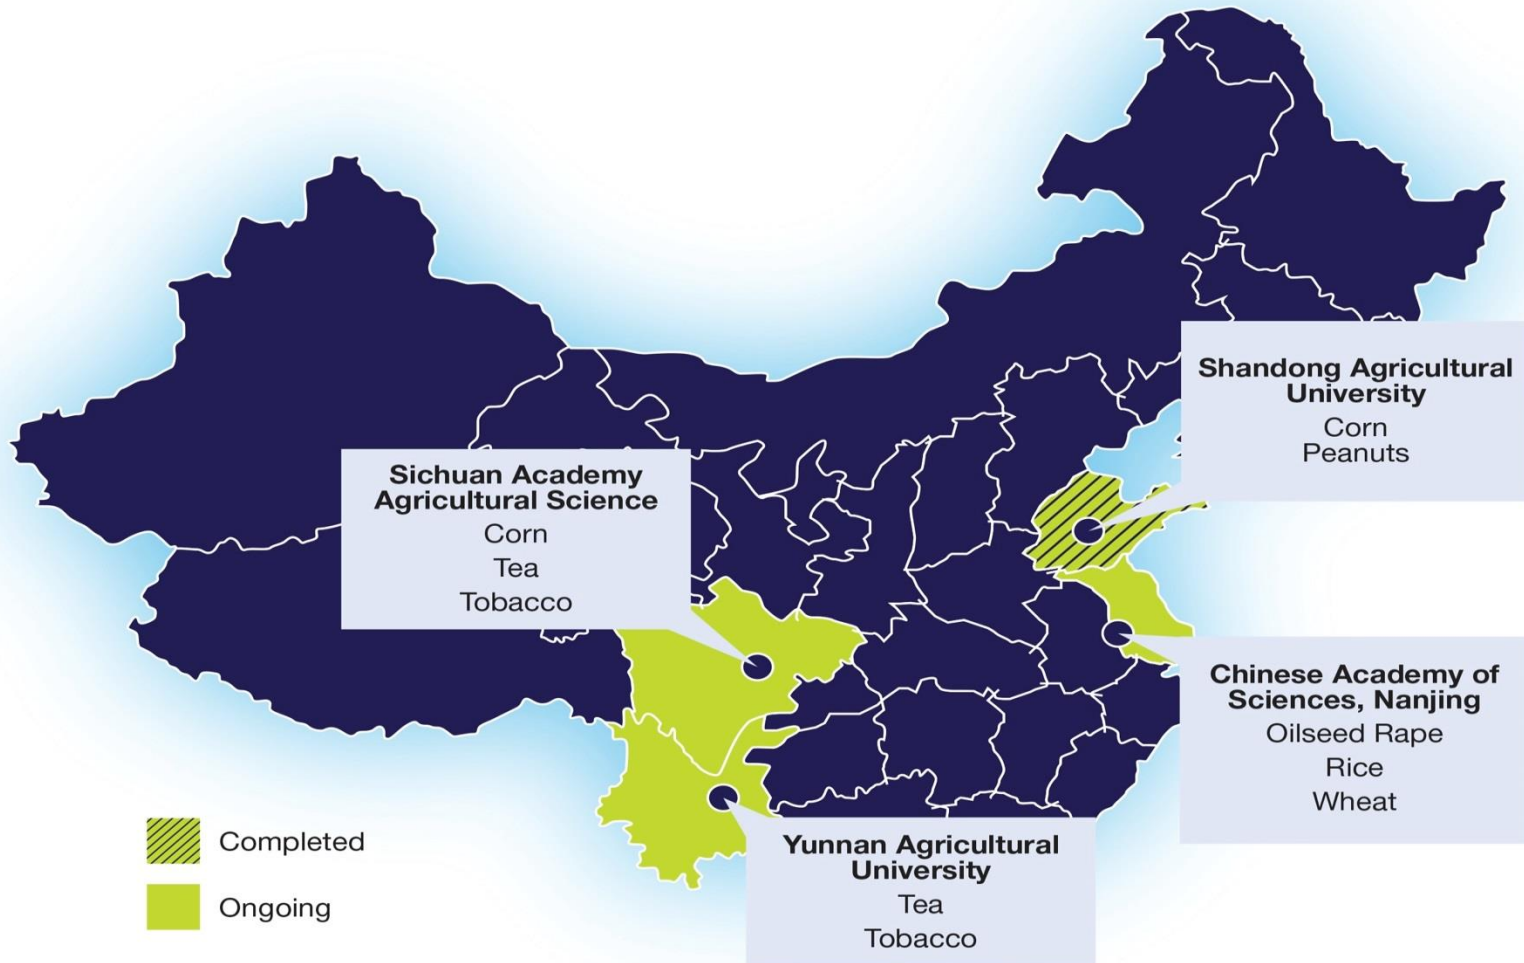 Shandong Agricultural
University
Corn
Peanuts
Sichuan Academy
Agricultural Science
Corn
Tea
Tobacco
Chinese Academy of
Sciences, Nanjing
Oilseed Rape
Rice
Wheat
Yunnan Agricultural
University
Tea
Tobacco
Completed
Ongoing